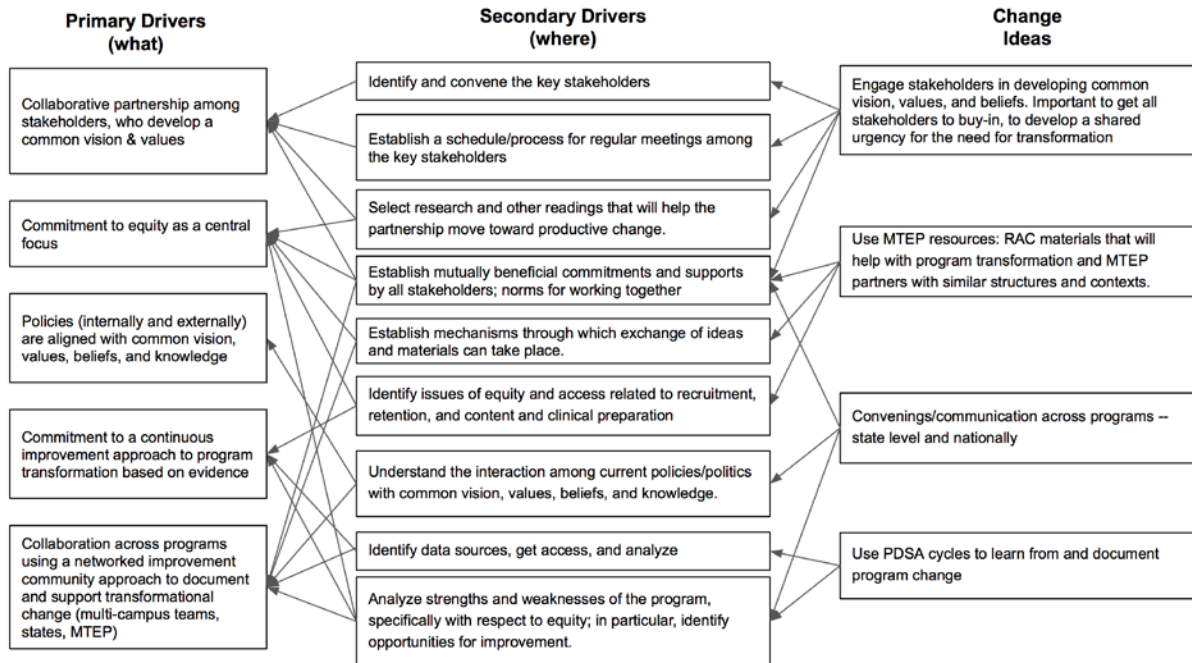 Primary Drivers
(what)
Collaborative partnership among
stakeholders, who develop a
common vision & values
Commitment to equity as a central
focus
Policies (internally and externally)
are aligned with common vision,
values, beliefs, and knowledge
Commitment to a continuous
improvement approach to program
transformation based on evidence
Collaboration across programs
using a networked improvement
community approach to document
and support transformational
change (multi-campus teams,
states, MTEP)
Secondary Drivers
(where)
Identify and convene the key stakeholders
Establish a schedule/process for regular meetings among
the key stakeholders
Select research and other readings that will help the
partnership move toward productive change.
Establish mutually beneficial commitments and supports
by all stakeholders; norms for working together
Establish mechanisms through which exchange of ideas
and materials can take place.
Identify issues of equity and access related to recruitment,
retention, and content and clinical preparation
Understand the interaction among current policies/politics
with common vision, values, beliefs, and knowledge.
Identify data sources, get access, and analyze
Analyze strengths and weaknesses of the program,
specifically with respect to equity; in particular, identify
opportunities for improvement.
Change
Ideas
Engage stakeholders in developing common
vision, values, and beliefs. Important to get all
stakeholders to buy-in, to develop a shared
urgency for the need for transformation
Use MTEP resources: RAC materials that will
help with program transformation and MTEP
partners with similar structures and contexts.
Convenings/communication across programs --
state level and nationally
Use PDSA cycles to learn from and document
program change